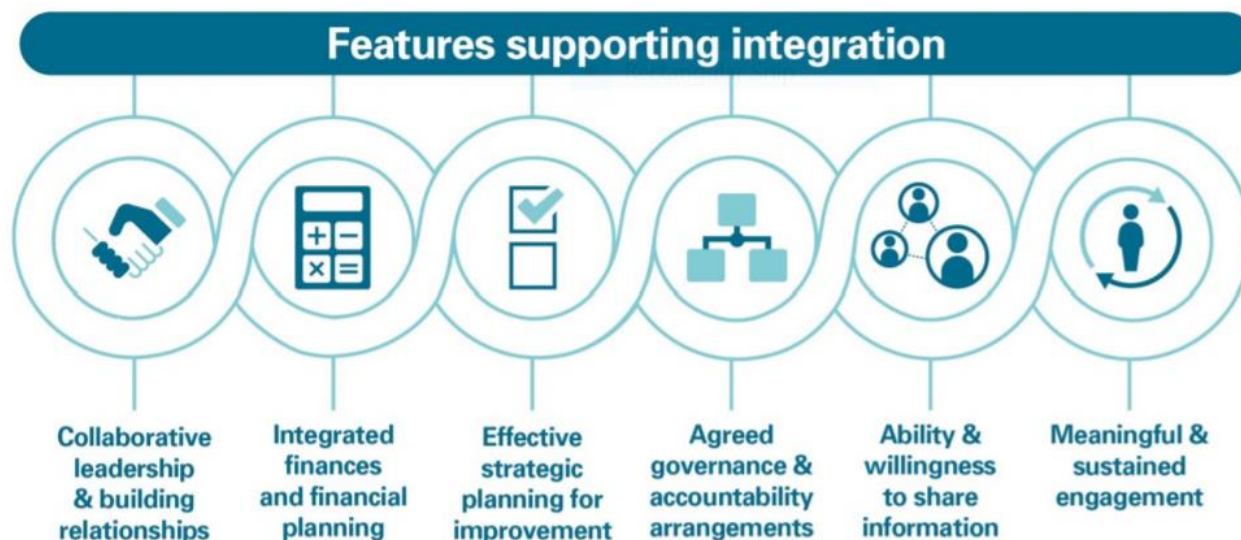 Features supporting integration
Collaborative
leadership
& building
relationships
Integrated
finances
and financial
planning
Effective
strategic
planning for
improvement
Agreed
governance &
accountability
arrangements
Ability &
willingness
to share
information
Meaningful &
sustained
engagement